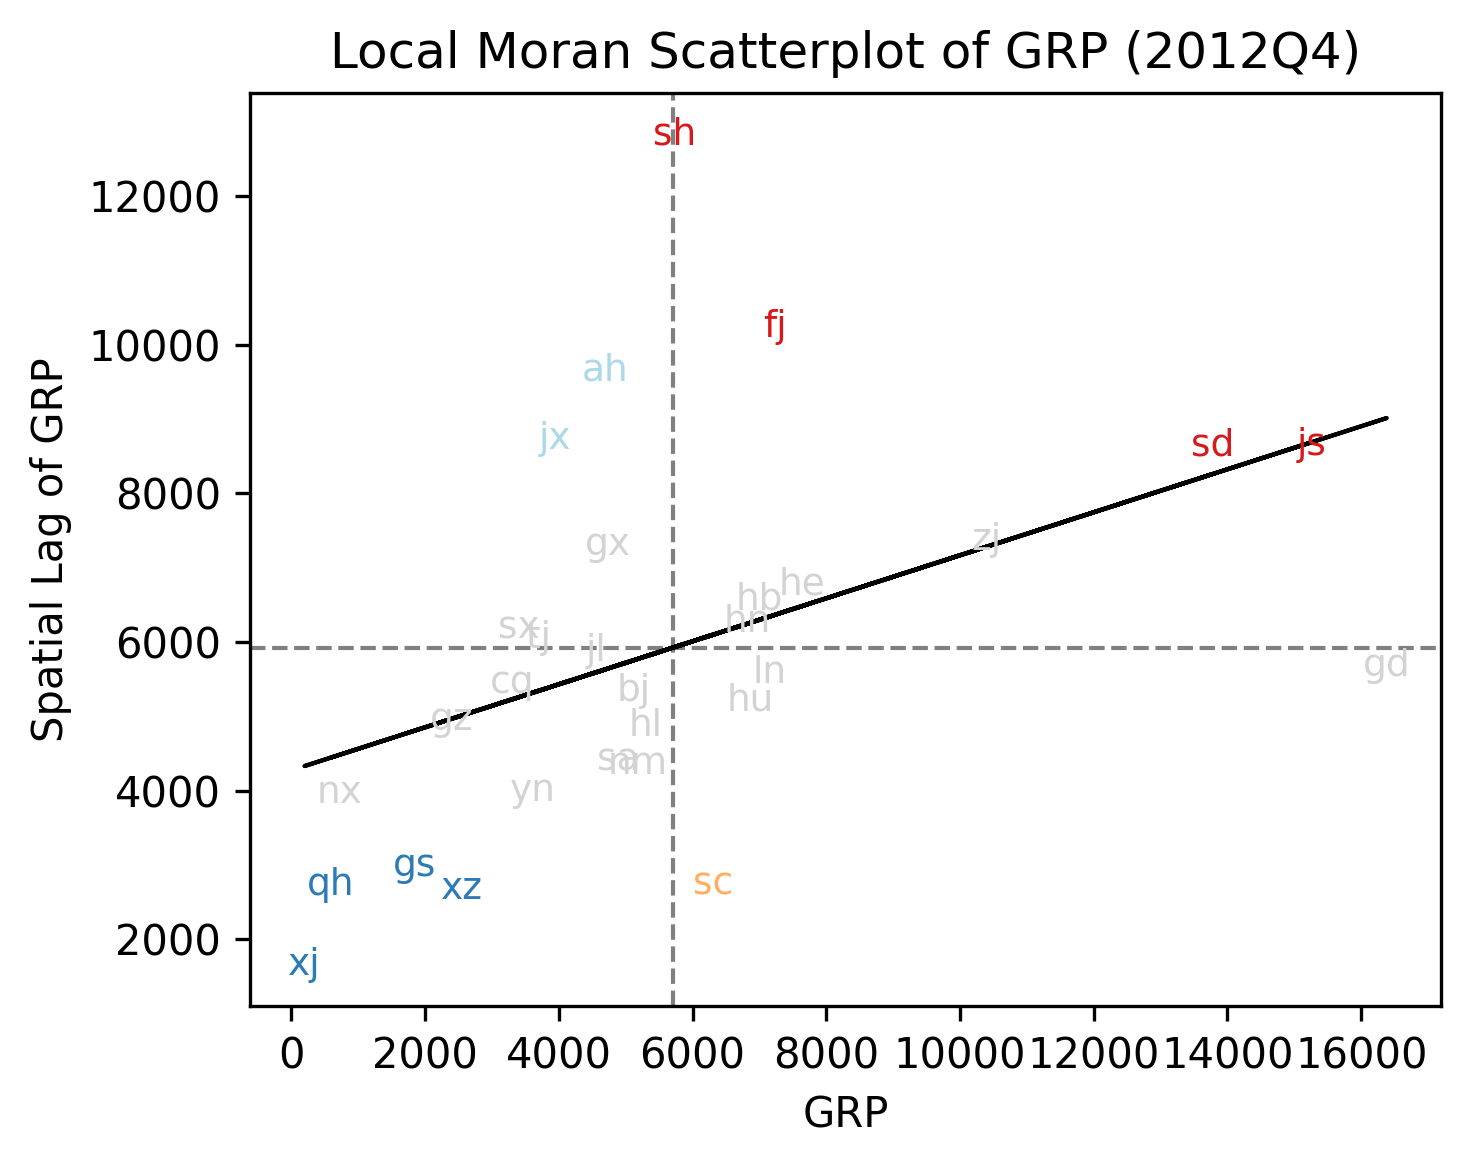 Local Moran Scatterplot of GRP (2012Q4)
sh
12000
fj
10000
ah
jx
sd
js
8000
gx
zj
he
hb
hn
sx
tj
jl
6000
gd
ln
cq
bj
hu
gz
hl
sa
nm
4000
nx
yn
gs
qh
xz
sc
2000
xj
Spatial Lag of GRP
0
2000
4000
6000
8000
10000
12000
14000
16000
GRP